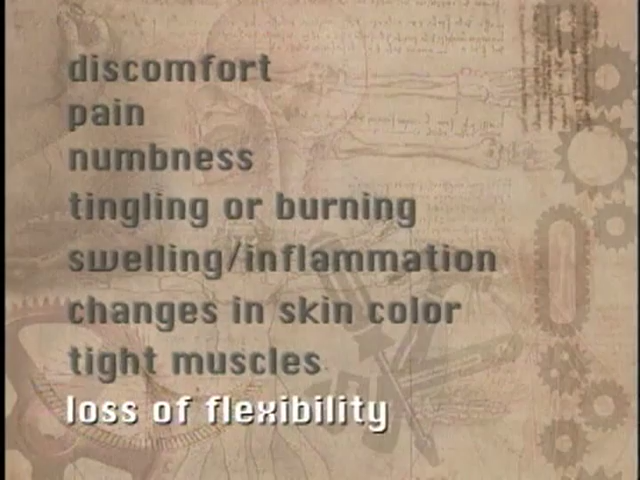 discomfort
pain
numbness
tingling or burning
swelling/inflammation
changes in skin color
tight muscles
loss of flexibility